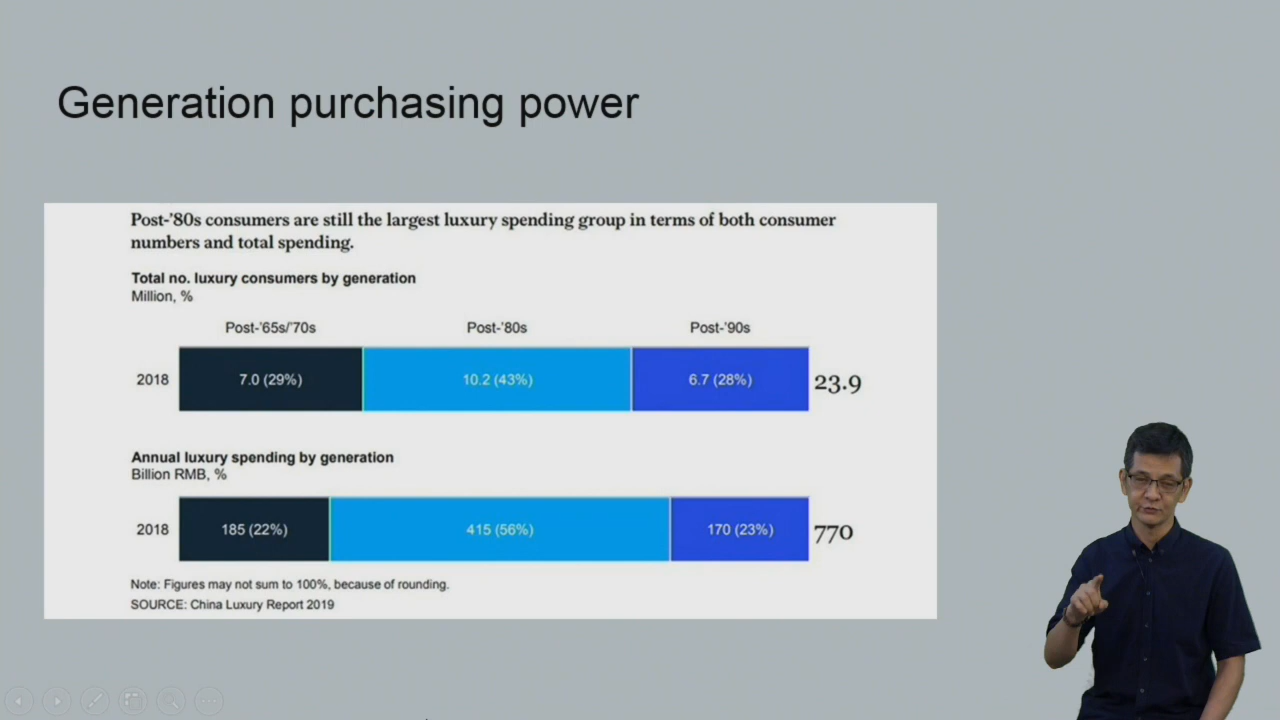 Generation purchasing power
Post-'80s consumers are still the largest luxury spending group in terms of both consumer
numbers and total spending.
Total no. luxury consumers by generation
Million, %
Post-'65s/'70s Post-'80s Post-'90s
2018 7.0 (29%) 10.2 (43%) 6.7 (28%) 23.9
Annual luxury spending by generation
Billion RMB, %
2018 185 (22%) 415 (56%) 170 (23%) 770
Note: Figures may not sum to 100%, because of rounding.
SOURCE: China Luxury Report 2019